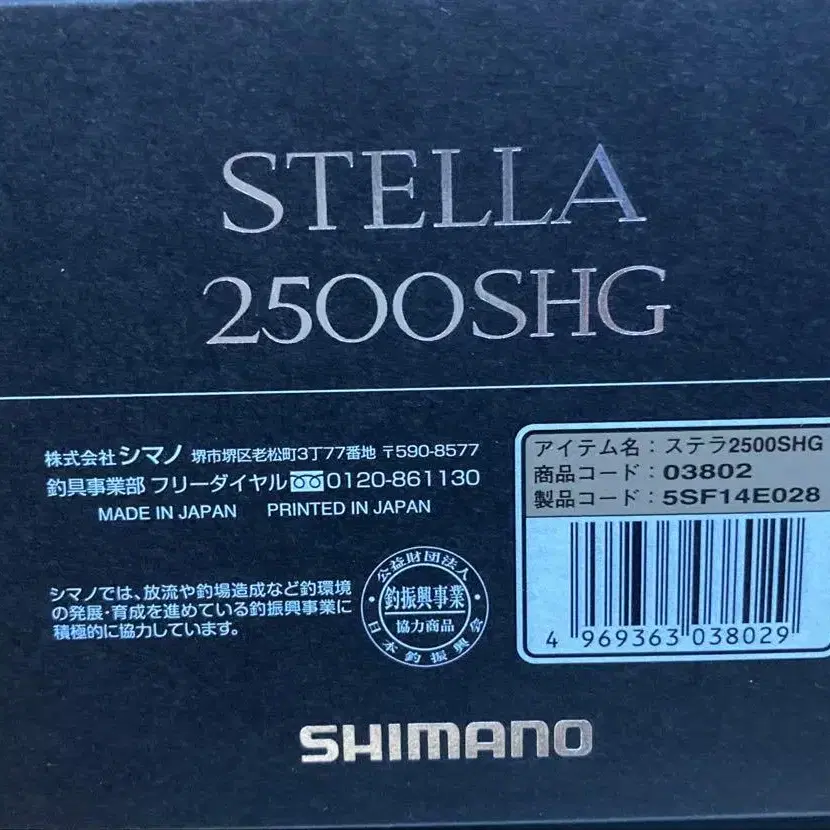 STELLA
2500SHG
株式会社シマノ 堺市堺区老松町3丁77番地 〒590-8577
釣具事業部 フリーダイヤル 0120-861130
MADE IN JAPAN PRINTED IN JAPAN
シマノでは、放流や釣場造成など釣環境
の発展・育成を進めている釣振興事業に
積極的に協力しています。
公益財団法人
釣振興事業
協力商品
日本釣振興会
アイテム名：ステラ2500SHG
商品コード：03802
製品コード：5SF14E028
4 969363 038029
SHIMANO